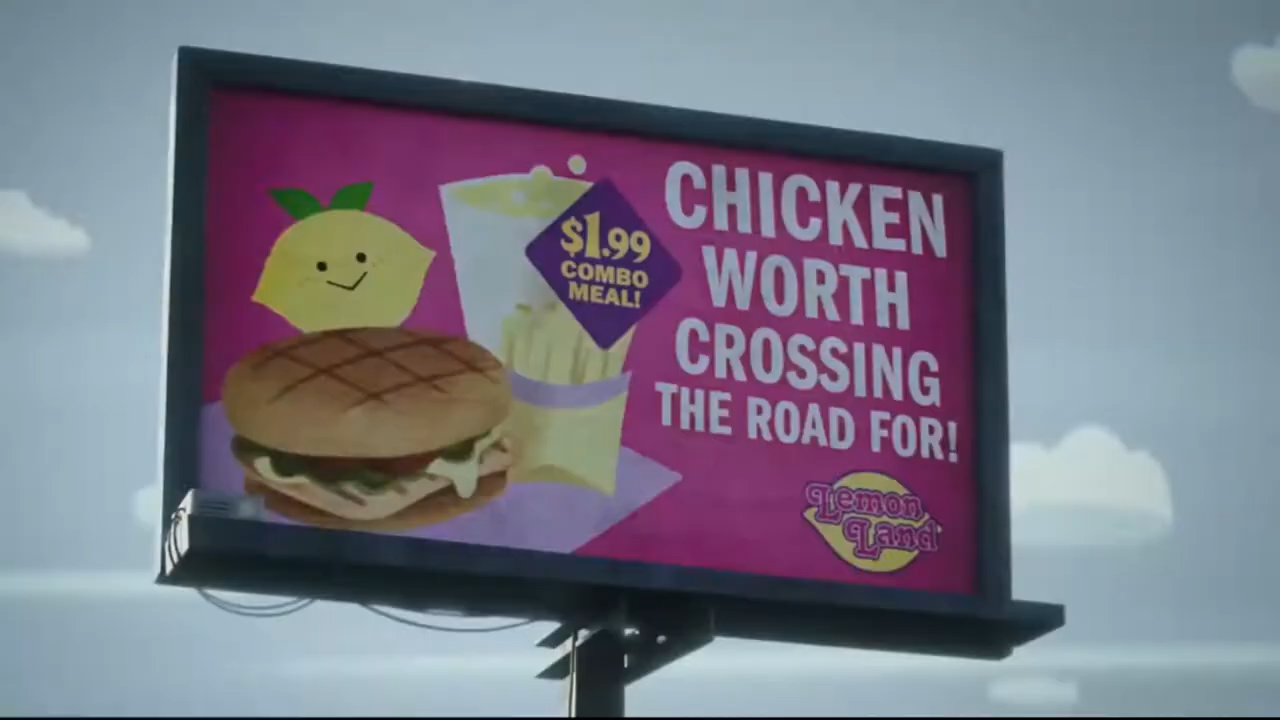 $1.99
COMBO
MEAL!
CHICKEN
WORTH
CROSSING
THE ROAD FOR!
Lemon
Land